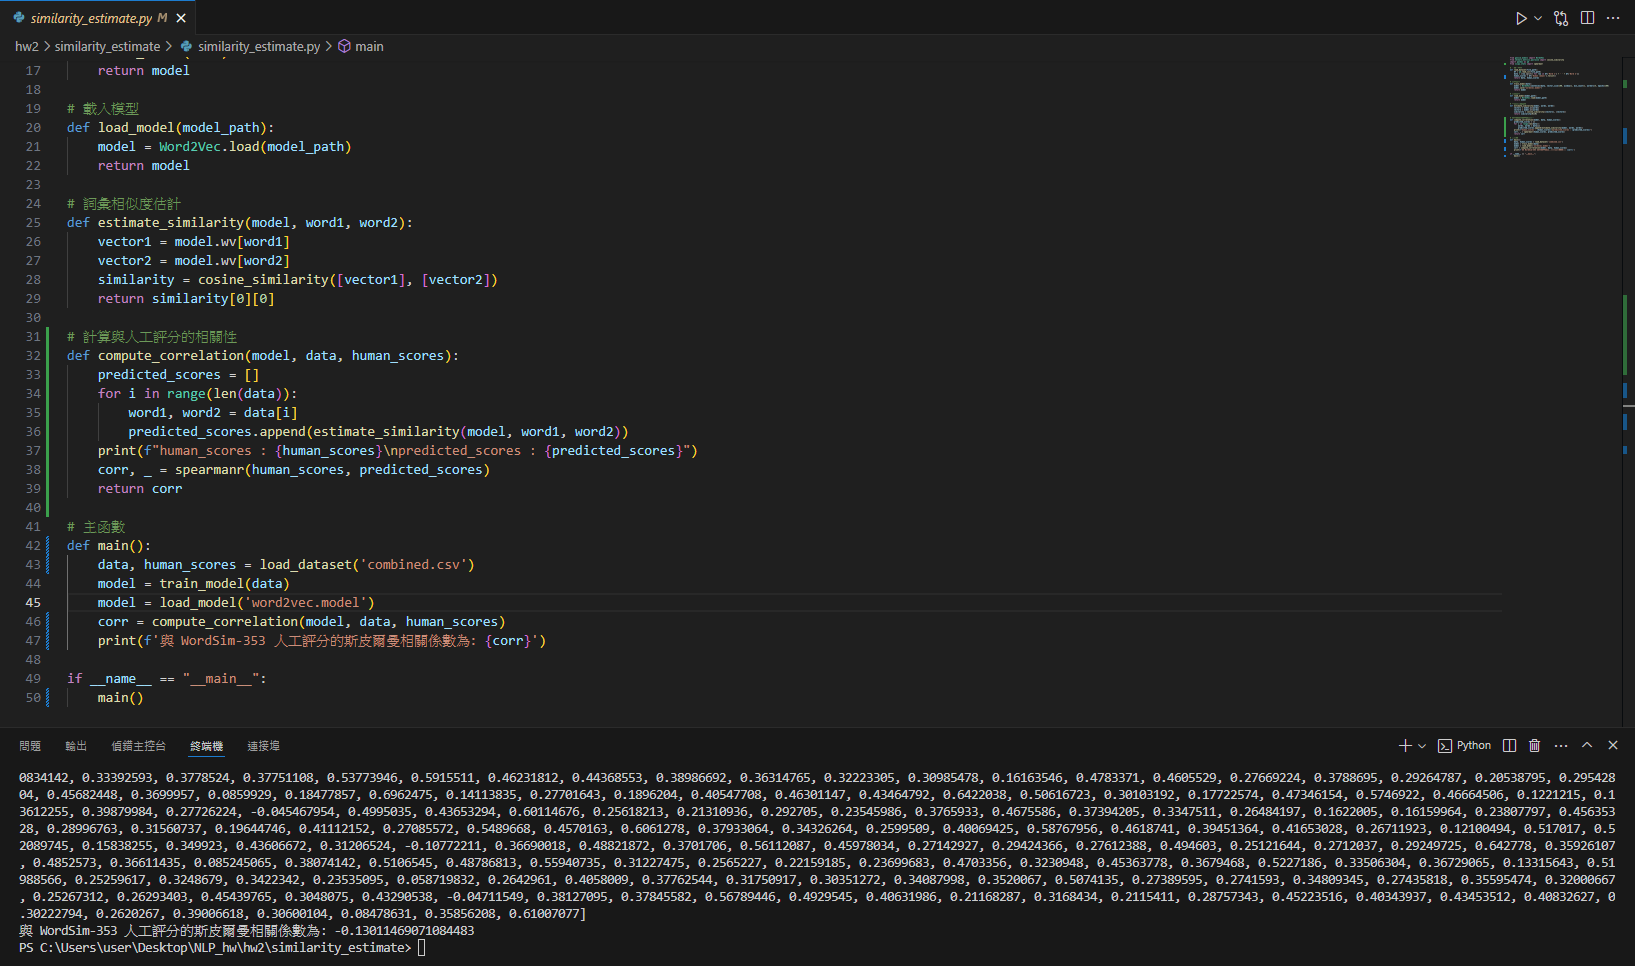 similarity_estimate.py M
hw2 > similarity_estimate > similarity_estimate.py > main
17 return model
18
19 # 載入模型
20 def load_model(model_path):
21 model = Word2Vec.load(model_path)
22 return model
23
24 # 詞彙相似度估計
25 def estimate_similarity(model, word1, word2):
26 vector1 = model.wv[word1]
27 vector2 = model.wv[word2]
28 similarity = cosine_similarity([vector1], [vector2])
29 return similarity[0][0]
30
31 # 計算與人工評分的相關性
32 def compute_correlation(model, data, human_scores):
33 predicted_scores = []
34 for i in range(len(data)):
35 word1, word2 = data[i]
36 predicted_scores.append(estimate_similarity(model, word1, word2))
37 print(f"human_scores : {human_scores}\npredicted_scores : {predicted_scores}")
38 corr, _ = spearmanr(human_scores, predicted_scores)
39 return corr
40
41 # 主函數
42 def main():
43 data, human_scores = load_dataset('combined.csv')
44 model = train_model(data)
45 model = load_model('word2vec.model')
46 corr = compute_correlation(model, data, human_scores)
47 print(f'與 WordSim-353 人工評分的斯皮爾曼相關係數為: {corr}')
48
49 if __name__ == "__main__":
50 main()
問題 輸出 偵錯主控台 終端機 連接埠
Python
0834142, 0.33392593, 0.3778524, 0.37751108, 0.53773946, 0.5915511, 0.46231812, 0.44368553, 0.38986692, 0.36314765, 0.32223305, 0.30985478, 0.16163546, 0.4783371, 0.4605529, 0.27669224, 0.3788695, 0.29264787, 0.20538795, 0.295428
04, 0.45682448, 0.3699957, 0.0859929, 0.18477857, 0.6962475, 0.14113835, 0.27701643, 0.1896204, 0.40547708, 0.46301147, 0.43464792, 0.6422038, 0.50616723, 0.30103192, 0.17722574, 0.47346154, 0.5746922, 0.46664506, 0.1221215, 0.1
3612255, 0.39879984, 0.27726224, -0.045467954, 0.4995035, 0.43653294, 0.60114676, 0.25618213, 0.21310936, 0.292705, 0.23545986, 0.3765933, 0.4675586, 0.37394205, 0.3347511, 0.26484197, 0.1622005, 0.16159964, 0.23807797, 0.456353
28, 0.28996763, 0.31560737, 0.19644746, 0.41112152, 0.27085572, 0.5489668, 0.4570163, 0.6061278, 0.37933064, 0.34326264, 0.2599509, 0.40069425, 0.58767956, 0.4618741, 0.39451364, 0.41653028, 0.26711923, 0.12100494, 0.517017, 0.5
2089745, 0.15838255, 0.349923, 0.43606672, 0.31206524, -0.10772211, 0.36690018, 0.48821872, 0.3701706, 0.56112087, 0.45978034, 0.27142927, 0.29424366, 0.27612388, 0.494603, 0.25121644, 0.2712037, 0.29249725, 0.642778, 0.35926107
, 0.4852573, 0.36611435, 0.085245065, 0.38074142, 0.5106545, 0.48786813, 0.55940735, 0.31227475, 0.2565227, 0.22159185, 0.23699683, 0.4703356, 0.3230948, 0.45363778, 0.3679468, 0.5227186, 0.33506304, 0.36729065, 0.13315643, 0.51
988566, 0.25259617, 0.3248679, 0.3422342, 0.23535095, 0.058719832, 0.2642961, 0.4058009, 0.37762544, 0.31750917, 0.30351272, 0.34087998, 0.3520067, 0.5074135, 0.27389595, 0.2741593, 0.34809345, 0.27435818, 0.35595474, 0.32000667
, 0.25267312, 0.26293403, 0.45439765, 0.3048075, 0.43290538, -0.04711549, 0.38127095, 0.37845582, 0.56789446, 0.4929545, 0.40631986, 0.21168287, 0.3168434, 0.2115411, 0.28757343, 0.45223516, 0.40343937, 0.43453512, 0.40832627, 0
.30222794, 0.2620267, 0.39006618, 0.30600104, 0.08478631, 0.35856208, 0.61007077]
與 WordSim-353 人工評分的斯皮爾曼相關係數為: -0.13011469071084483
PS C:\Users\user\Desktop\NLP_hw\hw2\similarity_estimate>